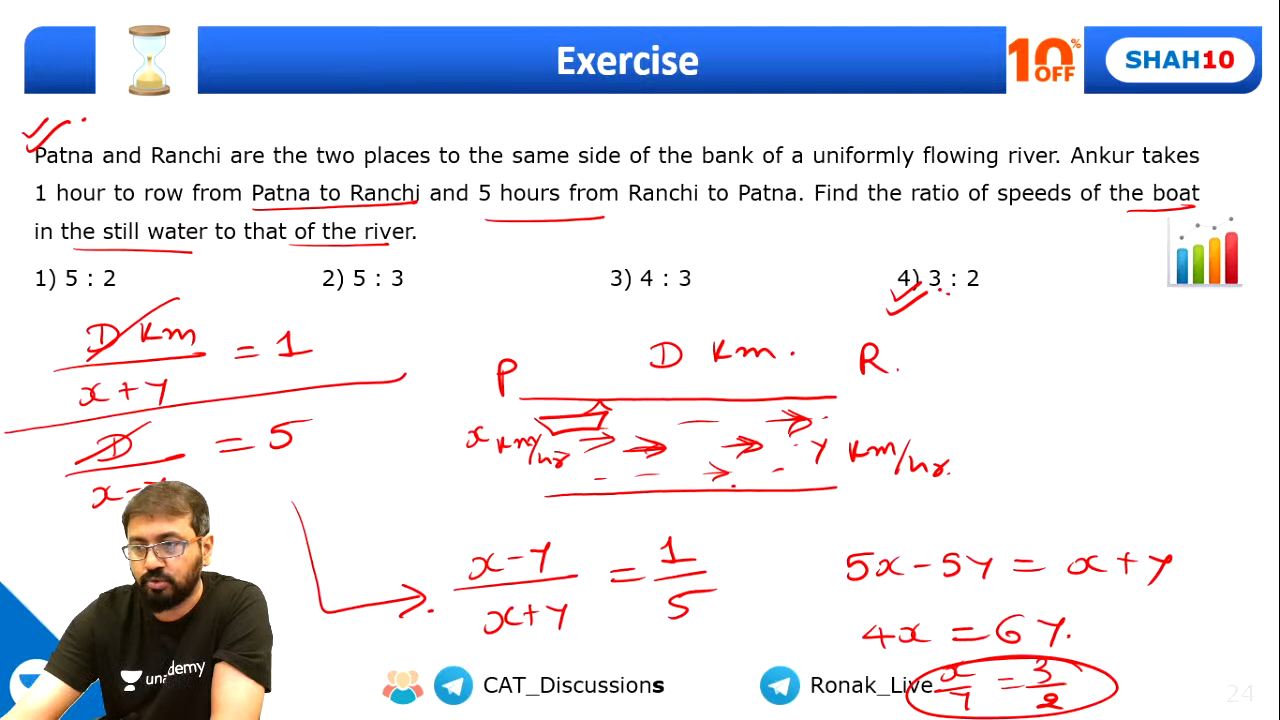 Exercise
10% OFF
SHAH10
Patna and Ranchi are the two places to the same side of the bank of a uniformly flowing river. Ankur takes
1 hour to row from Patna to Ranchi and 5 hours from Ranchi to Patna. Find the ratio of speeds of the boat
in the still water to that of the river.
1) 5 : 2 2) 5 : 3 3) 4 : 3 4) 3 : 2
D Km / x+y = 1
D / x-y = 5
P D Km. R.
x Km/hr y Km/hr.
x-y / x+y = 1/5
5x-5y = x+y
4x = 6y.
x/y = 3/2
unademy
CAT_Discussions
Ronak_Live
24